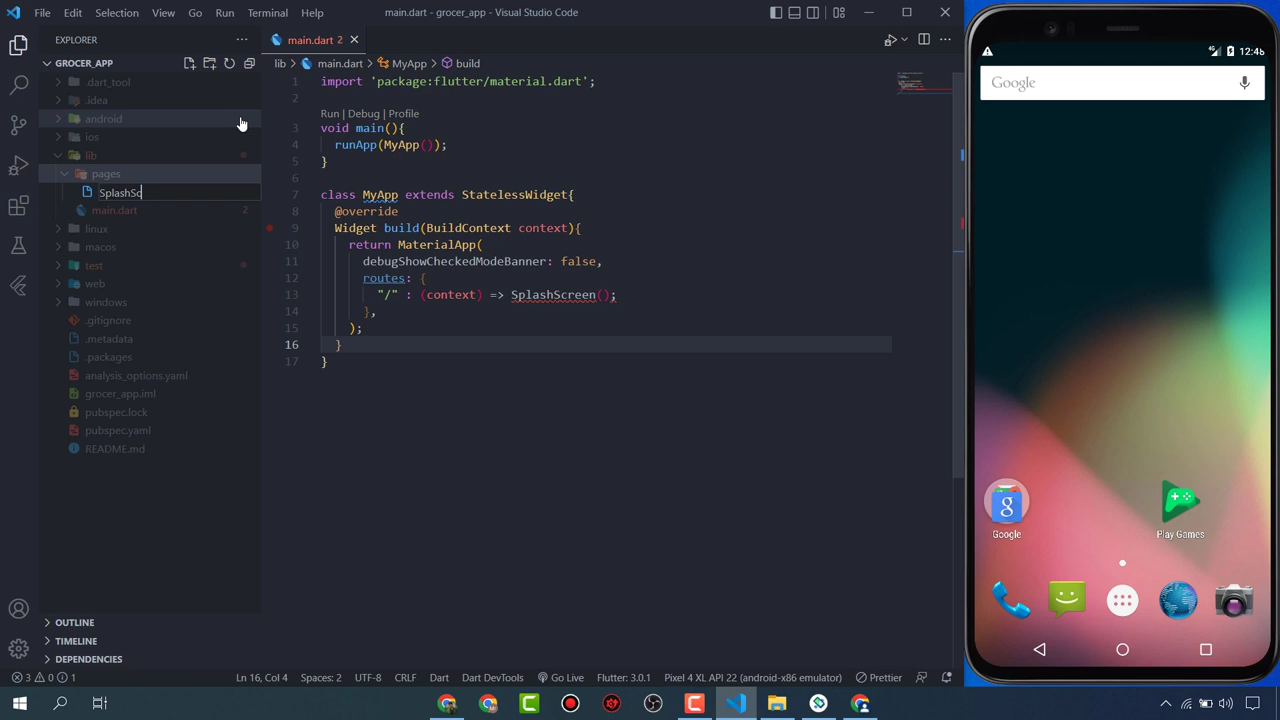 File Edit Selection View Go Run Terminal Help
main.dart - grocer_app - Visual Studio Code
EXPLORER
GROCER_APP
.dart_tool
.idea
android
ios
lib
pages
SplashSc
main.dart 2
linux
macos
test
web
windows
.gitignore
.metadata
.packages
analysis_options.yaml
grocer_app.iml
pubspec.lock
pubspec.yaml
README.md
OUTLINE
TIMELINE
DEPENDENCIES
main.dart 2
lib > main.dart > MyApp > build
1 import 'package:flutter/material.dart';
2
Run | Debug | Profile
3 void main(){
4 runApp(MyApp());
5 }
6
7 class MyApp extends StatelessWidget{
8 @override
9 Widget build(BuildContext context){
10 return MaterialApp(
11 debugShowCheckedModeBanner: false,
12 routes: {
13 "/" : (context) => SplashScreen();
14 },
15 );
16 }
17 }
3 0 1
Ln 16, Col 4 Spaces: 2 UTF-8 CRLF Dart Dart DevTools Go Live Flutter: 3.0.1 Pixel 4 XL API 22 (android-x86 emulator) Prettier
4G 12:46
Google
Google
Play Games